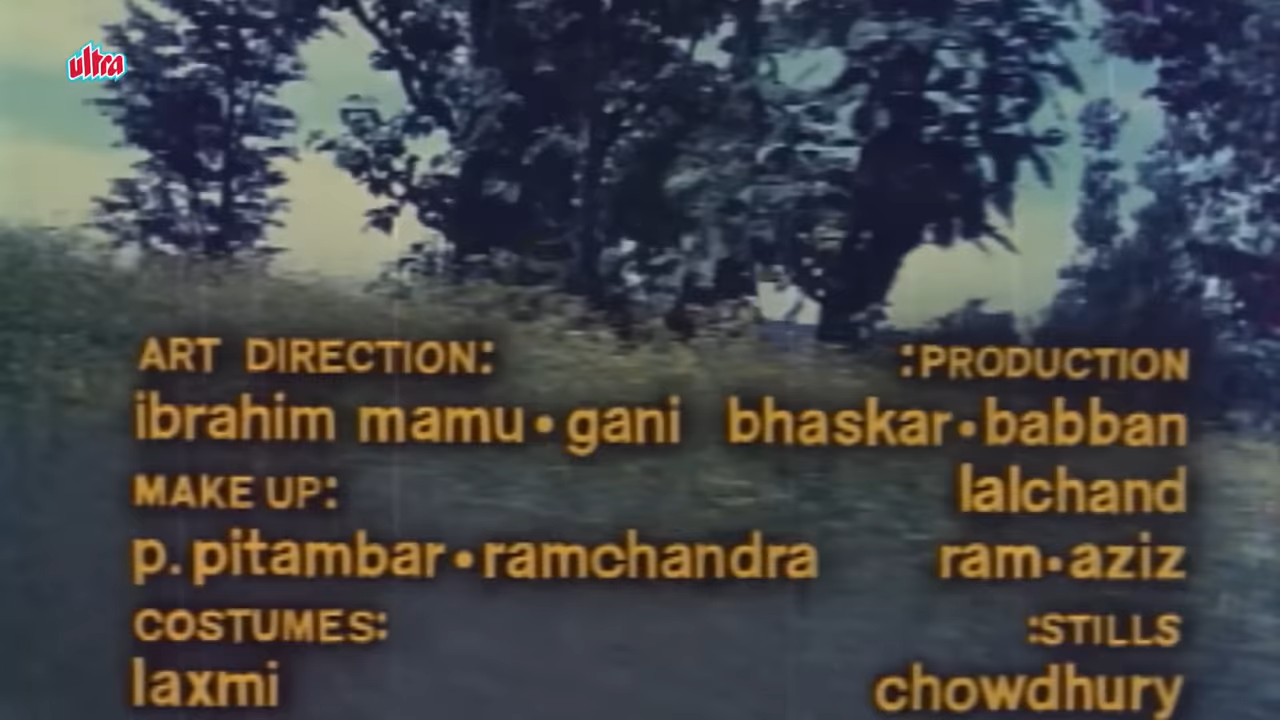 ultra
ART DIRECTION:
ibrahim mamu•gani
MAKE UP:
p. pitambar•ramchandra
COSTUMES:
laxmi
:PRODUCTION
bhaskar•babban
lalchand
ram•aziz
:STILLS
chowdhury